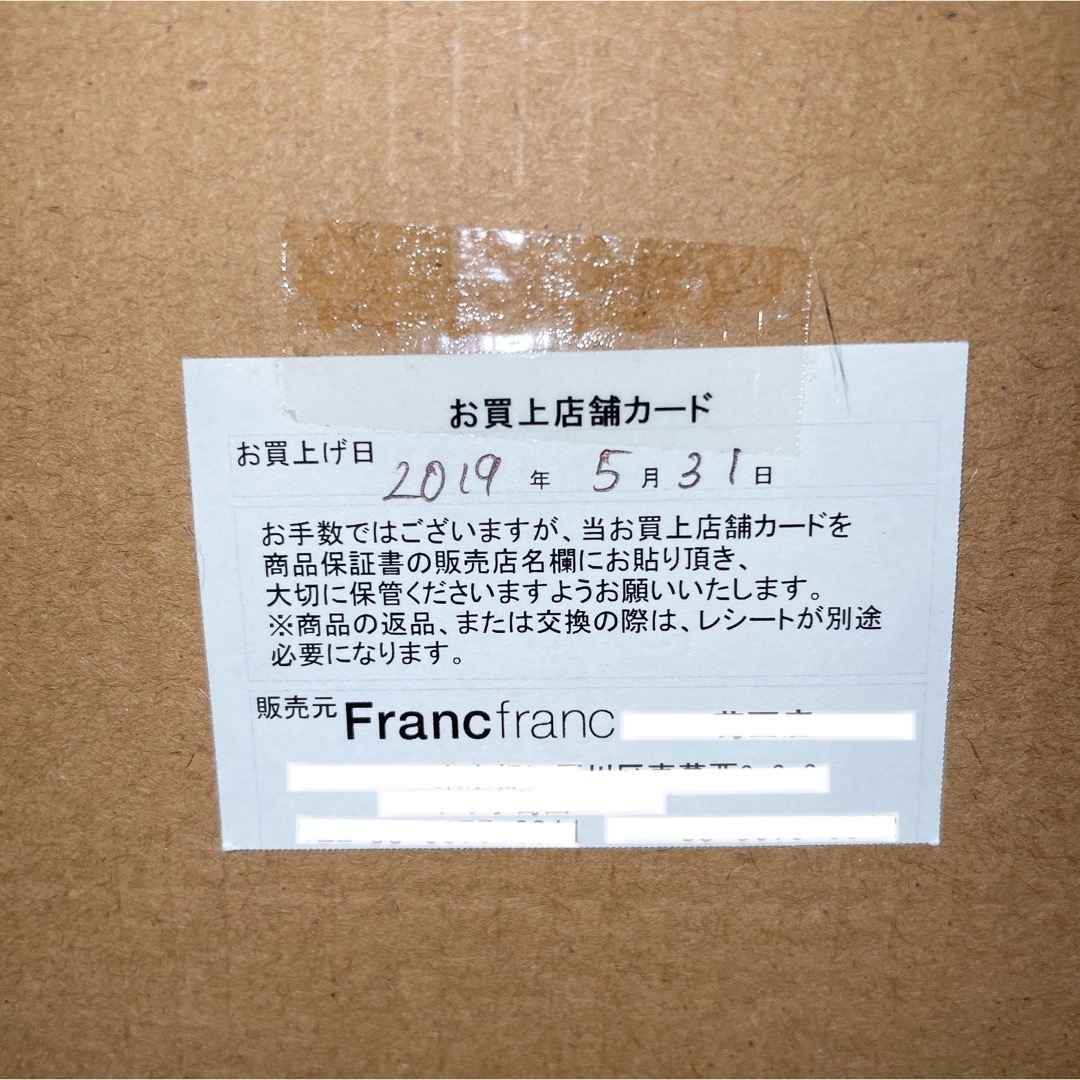 お買上店舗カード
お買上げ日 2019 年 5 月 31 日
お手数ではございますが、当お買上店舗カードを
商品保証書の販売店名欄にお貼り頂き、
大切に保管くださいますようお願いいたします。
※商品の返品、または交換の際は、レシートが別途
必要になります。
販売元 Francfranc